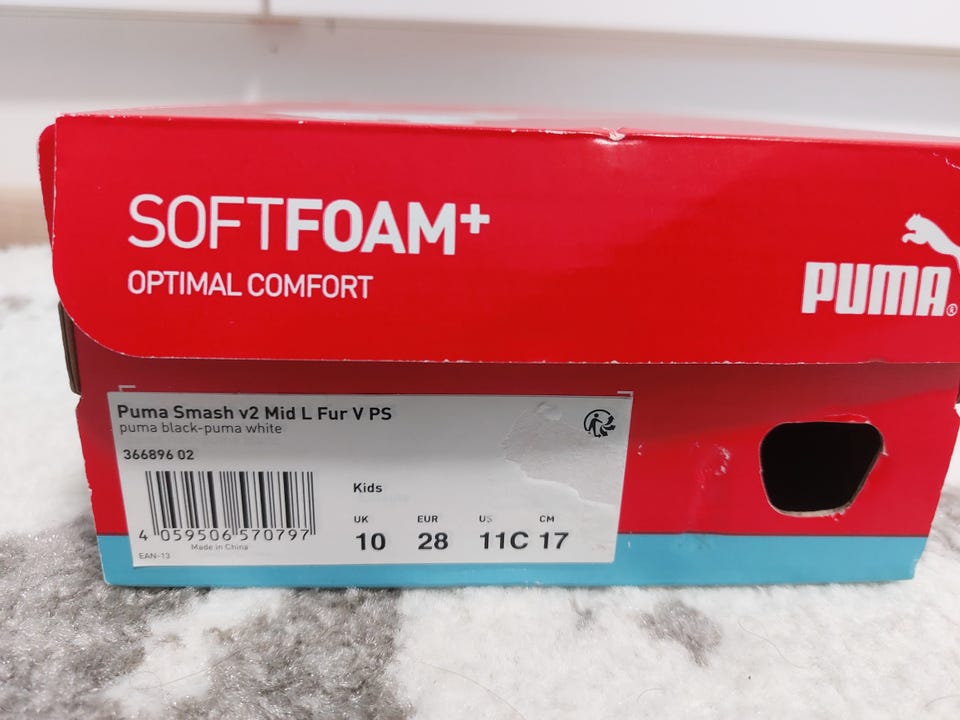 SOFTFOAM+
OPTIMAL COMFORT
PUMA®
Puma Smash v2 Mid L Fur V PS
puma black-puma white
366896 02
Kids
UK EUR US CM
10 28 11C 17
4 059506 570797
Made in China
EAN-13